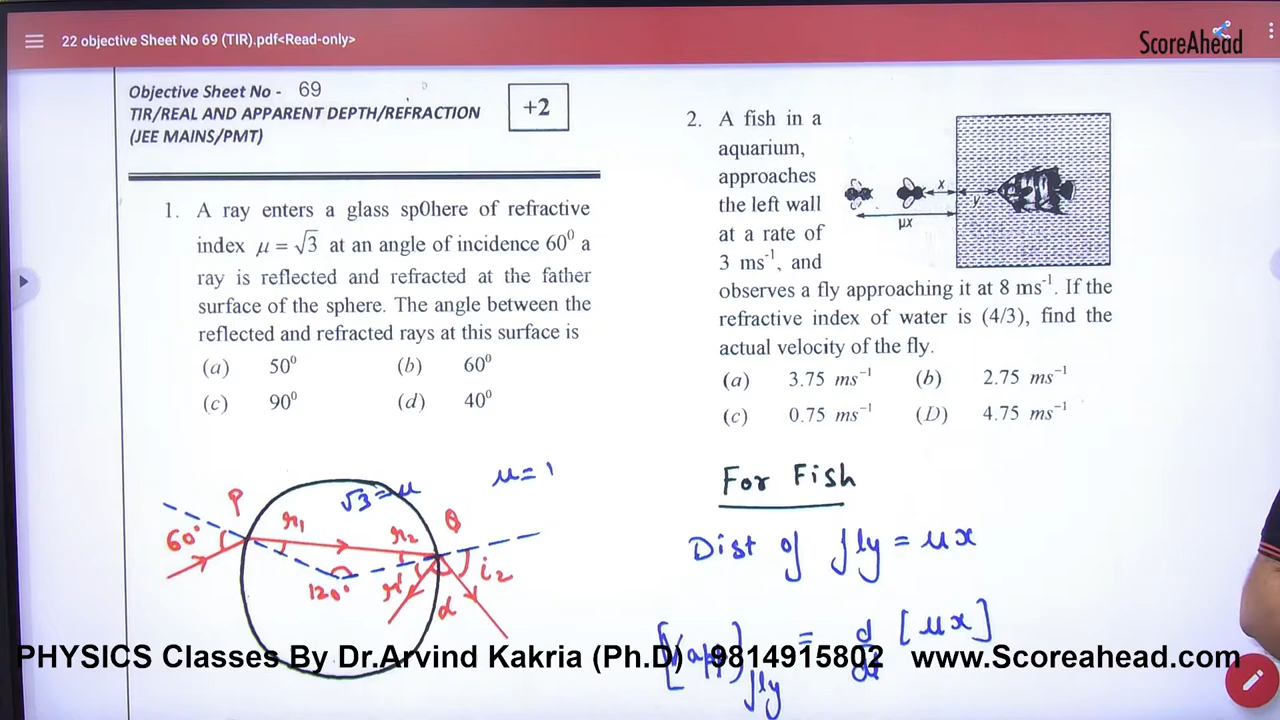 22 objective Sheet No 69 (TIR).pdf<Read-only>
ScoreAhead
Objective Sheet No - 69
TIR/REAL AND APPARENT DEPTH/REFRACTION
(JEE MAINS/PMT)
+2
1. A ray enters a glass sp0here of refractive
index μ = √3 at an angle of incidence 60⁰ a
ray is reflected and refracted at the father
surface of the sphere. The angle between the
reflected and refracted rays at this surface is
(a) 50⁰ (b) 60⁰
(c) 90⁰ (d) 40⁰
μ = 1
√3 = μ
P
Q
60°
r₁
r₂
120°
r'
i₂
α
2. A fish in a
aquarium,
approaches
the left wall
at a rate of
3 ms⁻¹, and
x
y
μx
observes a fly approaching it at 8 ms⁻¹. If the
refractive index of water is (4/3), find the
actual velocity of the fly.
(a) 3.75 ms⁻¹ (b) 2.75 ms⁻¹
(c) 0.75 ms⁻¹ (D) 4.75 ms⁻¹
For Fish
Dist of fly = μx
= d/dt [μx]
fly
PHYSICS Classes By Dr.Arvind Kakria (Ph.D) 9814915802 www.Scoreahead.com